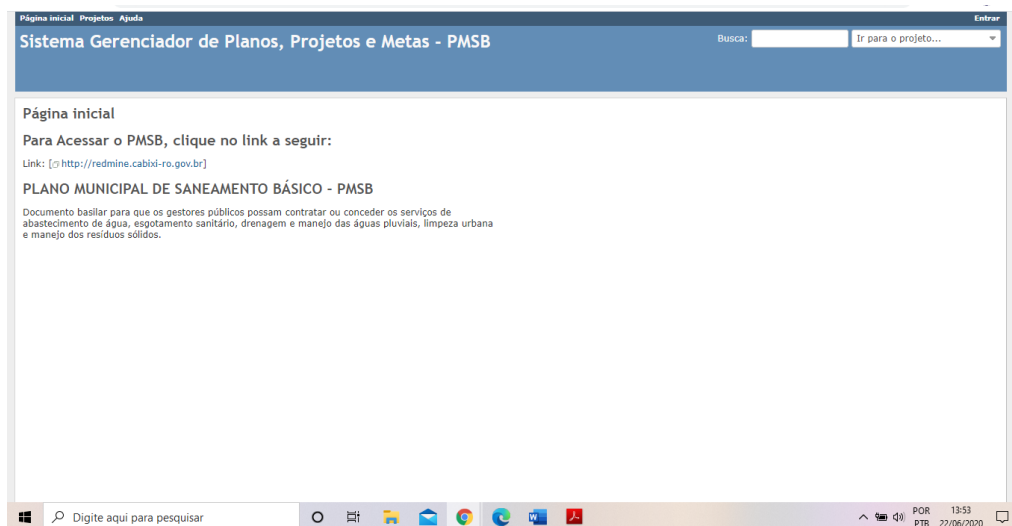 Página inicial Projetos Ajuda Entrar
Sistema Gerenciador de Planos, Projetos e Metas - PMSB Busca: Ir para o projeto...
Página inicial
Para Acessar o PMSB, clique no link a seguir:
Link: [http://redmine.cabixi-ro.gov.br]
PLANO MUNICIPAL DE SANEAMENTO BÁSICO - PMSB
Documento basilar para que os gestores públicos possam contratar ou conceder os serviços de
abastecimento de água, esgotamento sanitário, drenagem e manejo das águas pluviais, limpeza urbana
e manejo dos resíduos sólidos.
Digite aqui para pesquisar
POR 13:53
PTB 22/06/2020